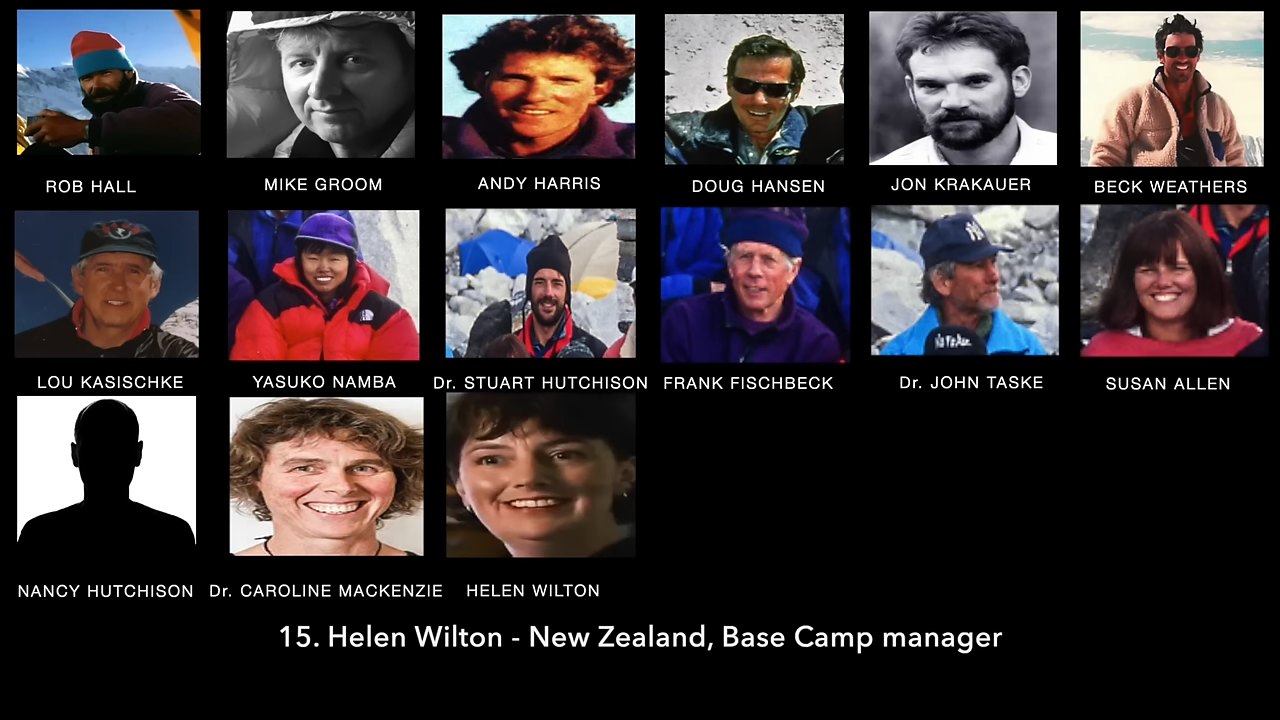 ROB HALL
MIKE GROOM
ANDY HARRIS
DOUG HANSEN
JON KRAKAUER
BECK WEATHERS
LOU KASISCHKE
YASUKO NAMBA
Dr. STUART HUTCHISON
FRANK FISCHBECK
Dr. JOHN TASKE
SUSAN ALLEN
NANCY HUTCHISON
Dr. CAROLINE MACKENZIE
HELEN WILTON
15. Helen Wilton - New Zealand, Base Camp manager